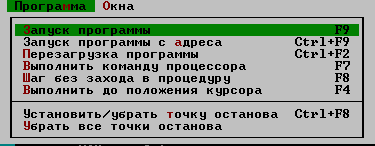 Программа Окна
Запуск программы F9
Запуск программы с адреса Ctrl+F9
Перезагрузка программы Ctrl+F2
Выполнить команду процессора F7
Шаг без захода в процедуру F8
Выполнить до положения курсора F4
Установить/убрать точку останова Ctrl+F8
Убрать все точки останова